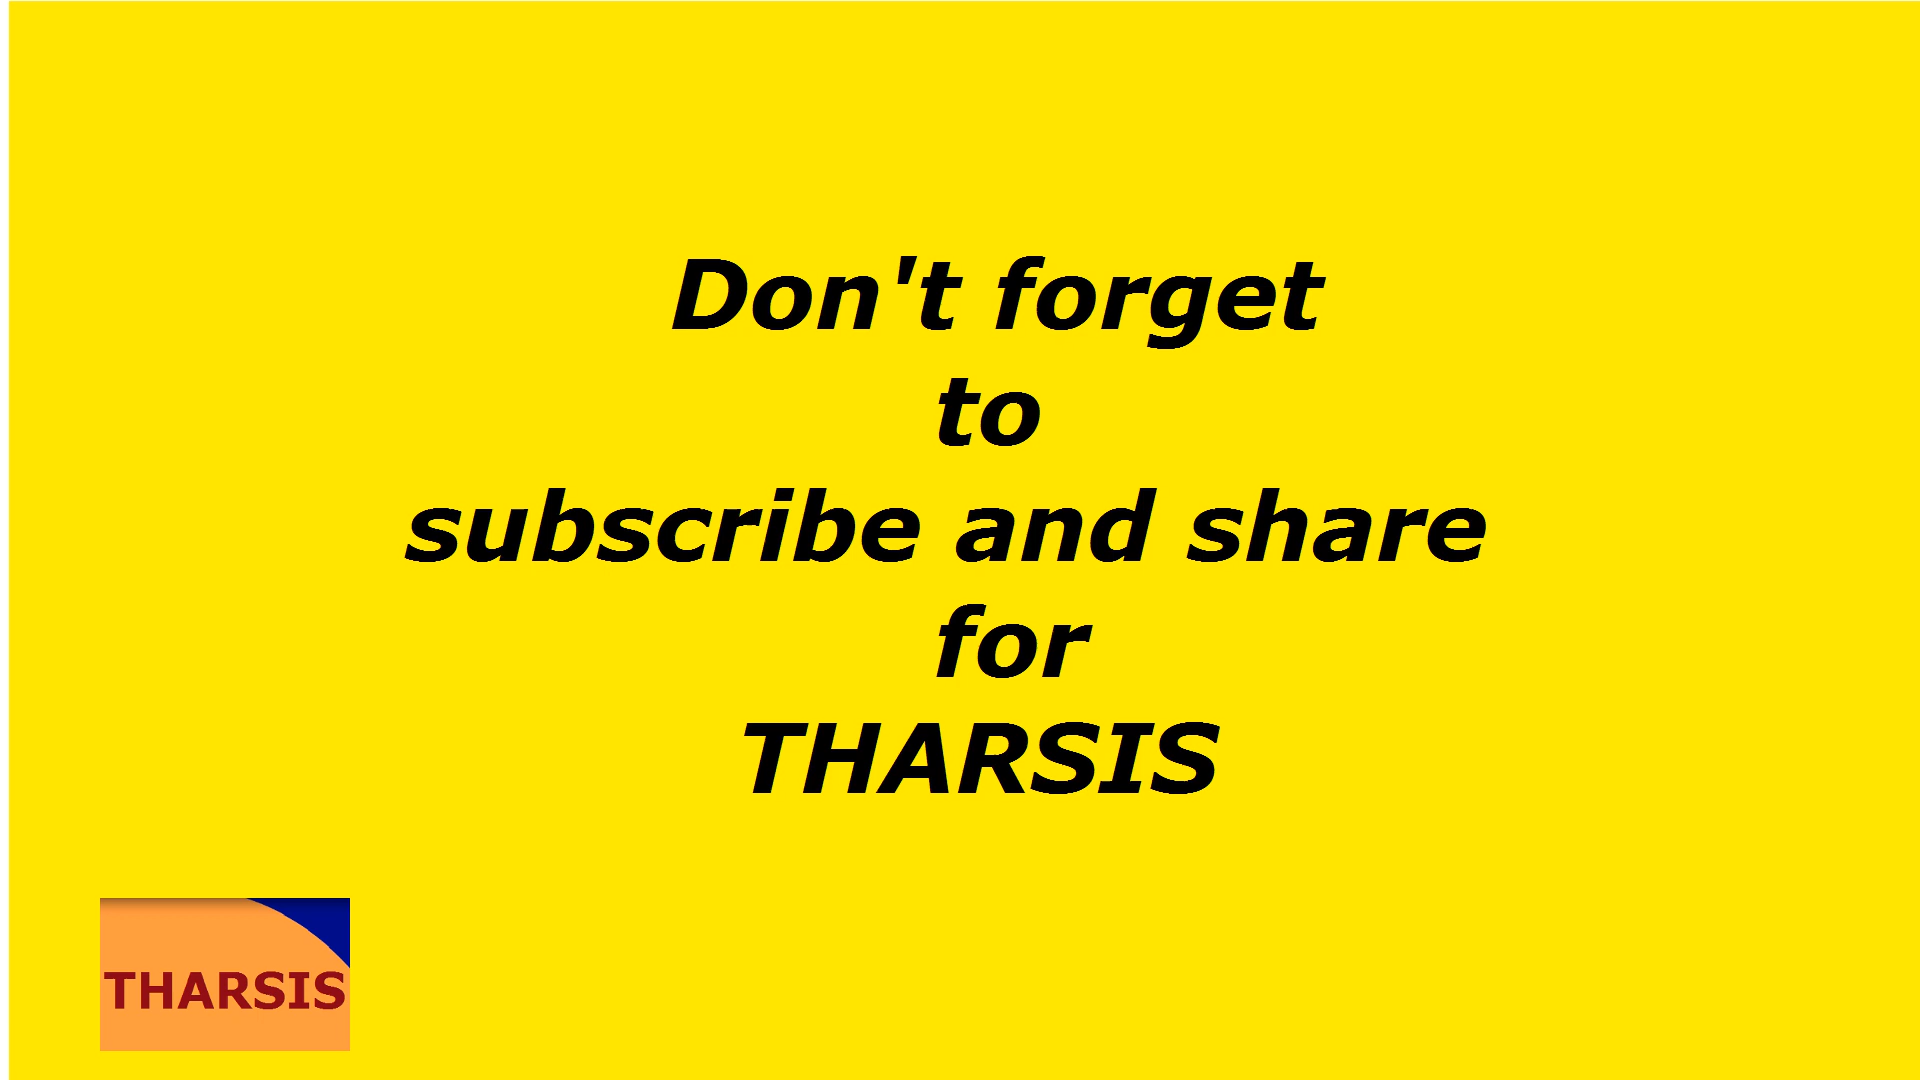 Don't forget
to
subscribe and share
for
THARSIS
THARSIS